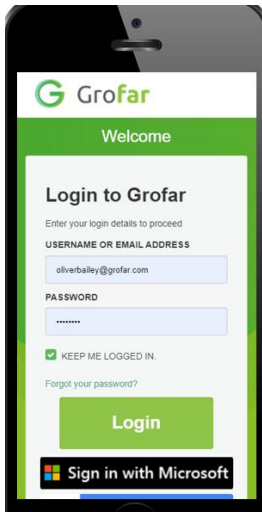 Grofar
Welcome
Login to Grofar
Enter your login details to proceed
USERNAME OR EMAIL ADDRESS
oliverbailey@grofar.com
PASSWORD
••••••••
KEEP ME LOGGED IN.
Forgot your password?
Login
Sign in with Microsoft